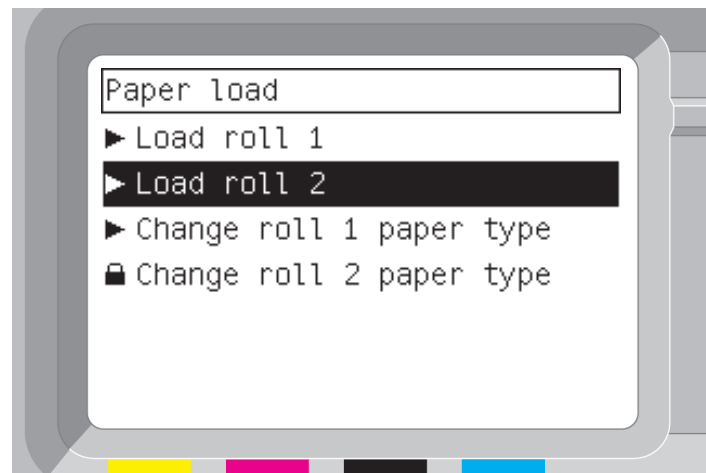 Paper load
Load roll 1
Load roll 2
Change roll 1 paper type
Change roll 2 paper type